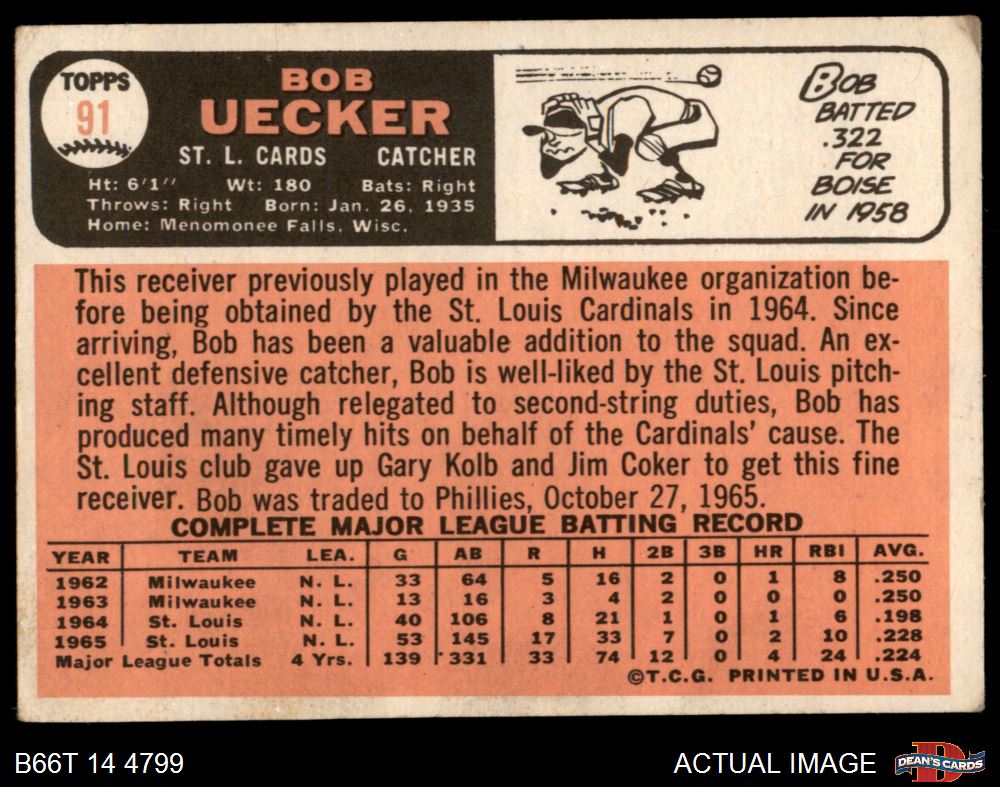 TOPPS
91
BOB
UECKER
ST. L. CARDS CATCHER
Ht: 6'1" Wt: 180 Bats: Right
Throws: Right Born: Jan. 26, 1935
Home: Menomonee Falls, Wisc.
BOB
BATTED
.322
FOR
BOISE
IN 1958
This receiver previously played in the Milwaukee organization be-
fore being obtained by the St. Louis Cardinals in 1964. Since
arriving, Bob has been a valuable addition to the squad. An ex-
cellent defensive catcher, Bob is well-liked by the St. Louis pitch-
ing staff. Although relegated to second-string duties, Bob has
produced many timely hits on behalf of the Cardinals' cause. The
St. Louis club gave up Gary Kolb and Jim Coker to get this fine
receiver. Bob was traded to Phillies, October 27, 1965.
COMPLETE MAJOR LEAGUE BATTING RECORD
YEAR TEAM LEA. G AB R H 2B 3B HR RBI AVG.
1962 Milwaukee N. L. 33 64 5 16 2 0 1 8 .250
1963 Milwaukee N. L. 13 16 3 4 2 0 0 0 .250
1964 St. Louis N. L. 40 106 8 21 1 0 1 6 .198
1965 St. Louis N. L. 53 145 17 33 7 0 2 10 .228
Major League Totals 4 Yrs. 139 331 33 74 12 0 4 24 .224
©T.C.G. PRINTED IN U.S.A.
B66T 14 4799
ACTUAL IMAGE
D
DEAN'S CARDS